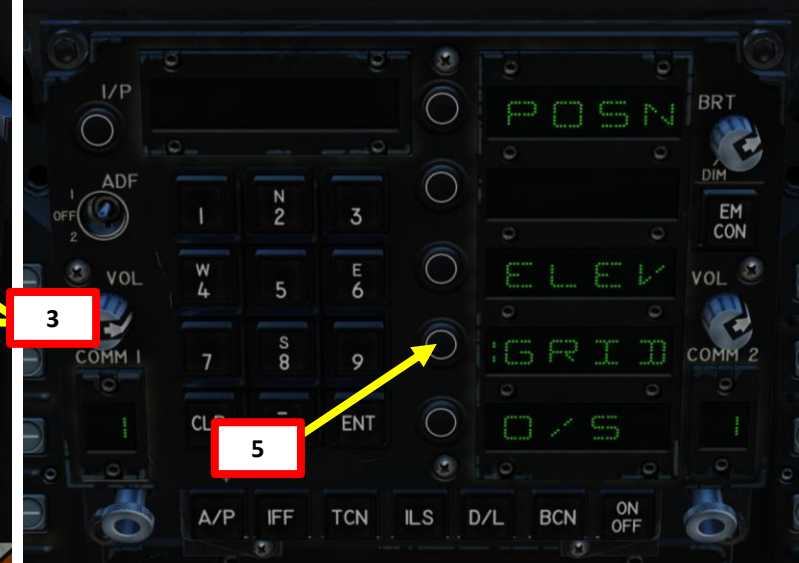 I/P
POSN
BRT
DIM
ADF
1
OFF
2
1
N
2
3
EM
CON
VOL
W
4
5
E
6
ELEV
VOL
3
COMM 1
7
S
8
9
:GRID
COMM 2
1
ENT
O/S
1
5
A/P
IFF
TCN
ILS
D/L
BCN
ON
OFF